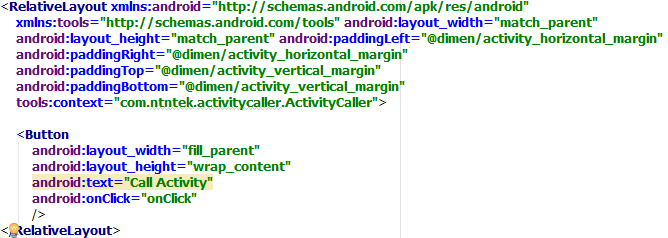 <RelativeLayout xmlns:android="http://schemas.android.com/apk/res/android"
xmlns:tools="http://schemas.android.com/tools" android:layout_width="match_parent"
android:layout_height="match_parent" android:paddingLeft="@dimen/activity_horizontal_margin"
android:paddingRight="@dimen/activity_horizontal_margin"
android:paddingTop="@dimen/activity_vertical_margin"
android:paddingBottom="@dimen/activity_vertical_margin"
tools:context="com.ntntek.activitycaller.ActivityCaller">
<Button
android:layout_width="fill_parent"
android:layout_height="wrap_content"
android:text="Call Activity"
android:onClick="onClick"
/>
</RelativeLayout>